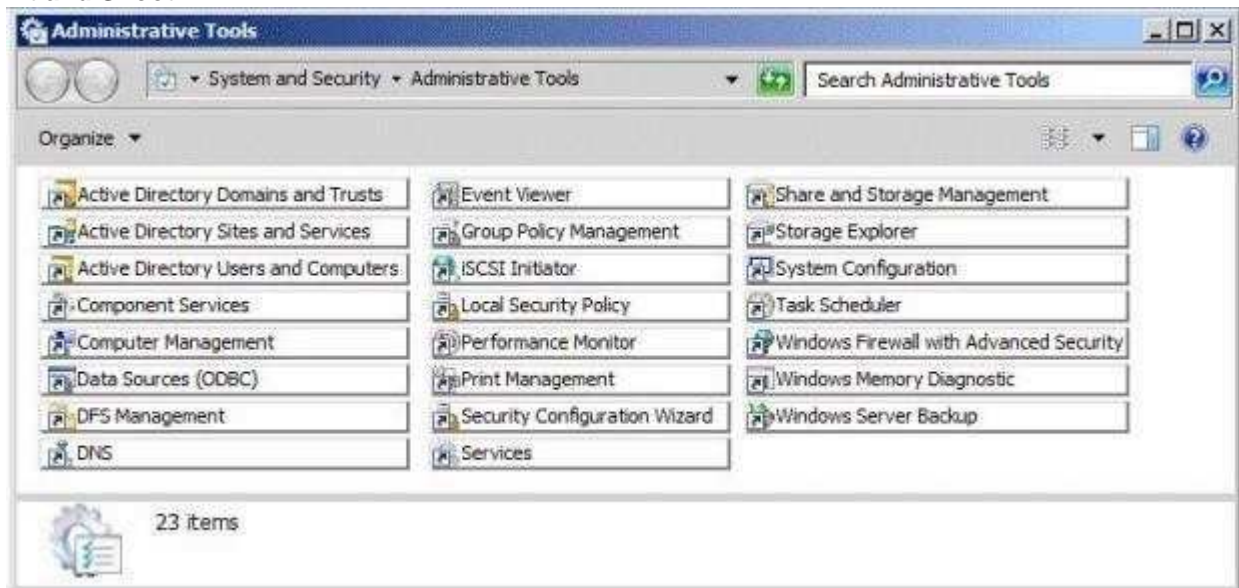 Administrative Tools
System and Security Administrative Tools
Search Administrative Tools
Organize
Active Directory Domains and Trusts
Active Directory Sites and Services
Active Directory Users and Computers
Component Services
Computer Management
Data Sources (ODBC)
DFS Management
DNS
Event Viewer
Group Policy Management
iSCSI Initiator
Local Security Policy
Performance Monitor
Print Management
Security Configuration Wizard
Services
Share and Storage Management
Storage Explorer
System Configuration
Task Scheduler
Windows Firewall with Advanced Security
Windows Memory Diagnostic
Windows Server Backup
23 items